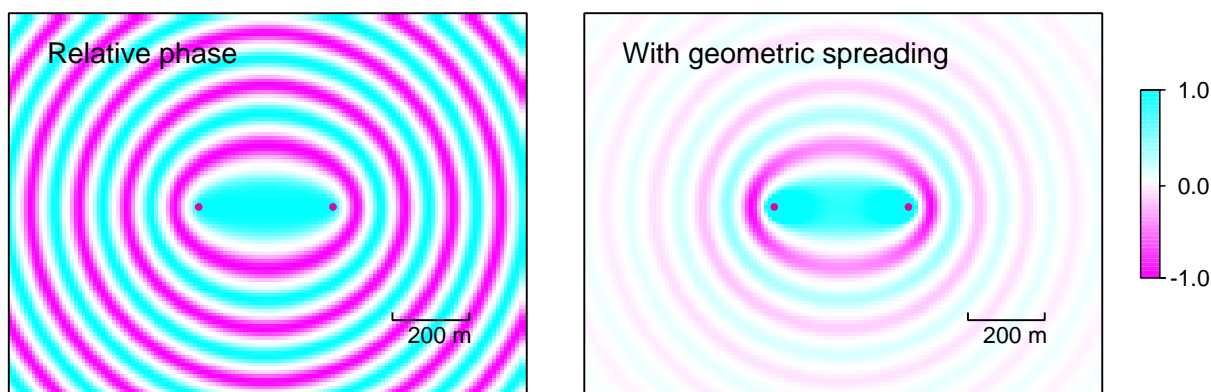 Relative phase
200 m
With geometric spreading
200 m
1.0
0.0
-1.0